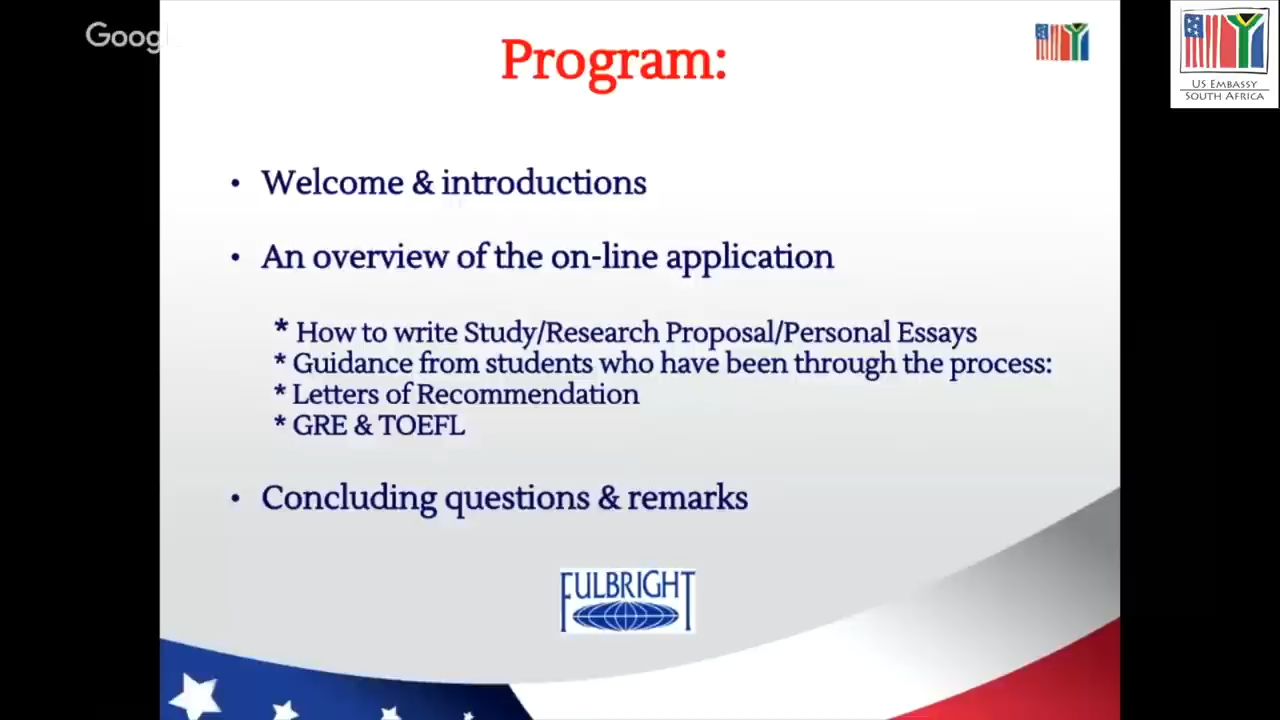 Google
Program:
US EMBASSY
SOUTH AFRICA
• Welcome & introductions
• An overview of the on-line application
* How to write Study/Research Proposal/Personal Essays
* Guidance from students who have been through the process:
* Letters of Recommendation
* GRE & TOEFL
• Concluding questions & remarks
FULBRIGHT